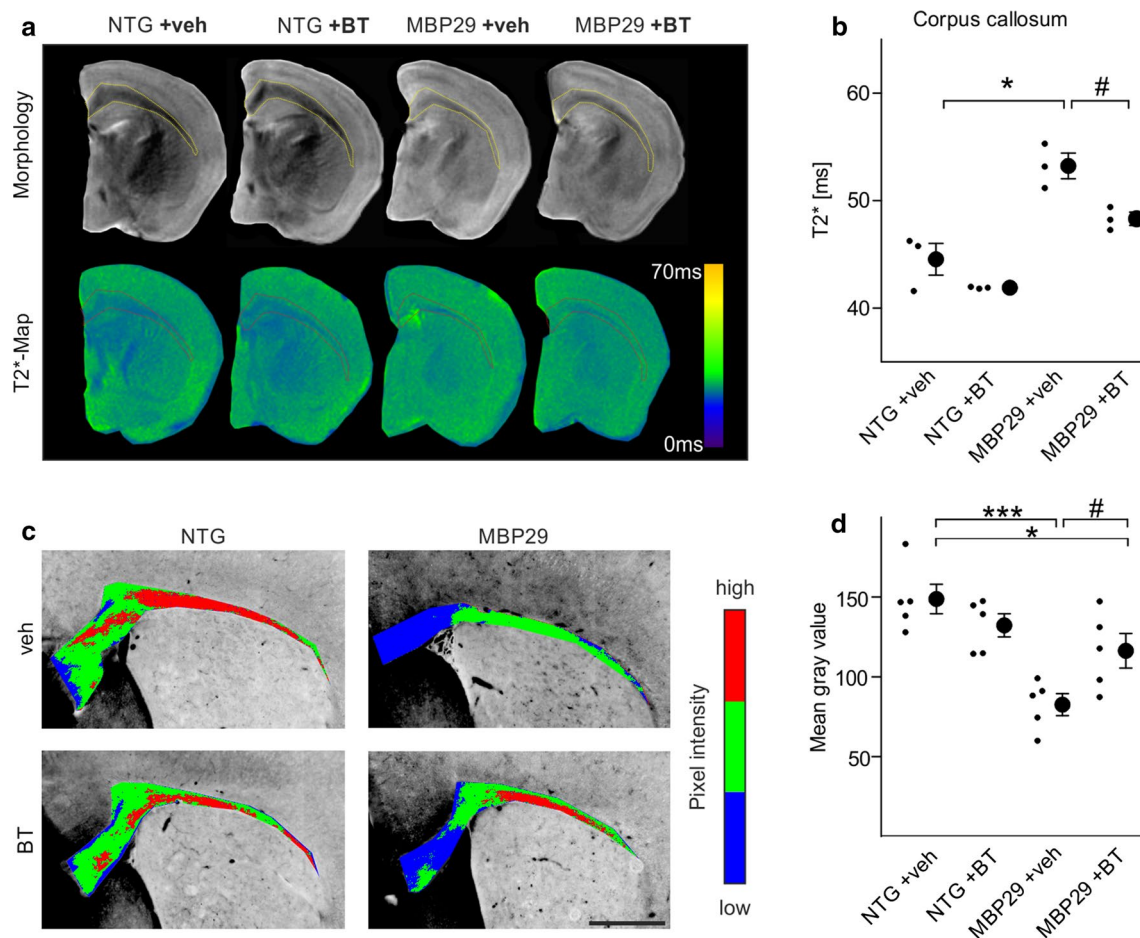 a
NTG +veh
NTG +BT
MBP29 +veh
MBP29 +BT
Morphology
T2*-Map
70ms
0ms
b
Corpus callosum
*
#
60
50
40
T2* [ms]
NTG +veh
NTG +BT
MBP29 +veh
MBP29 +BT
c
NTG
MBP29
veh
BT
high
Pixel intensity
low
d
***
#
*
150
100
50
Mean gray value
NTG +veh
NTG +BT
MBP29 +veh
MBP29 +BT